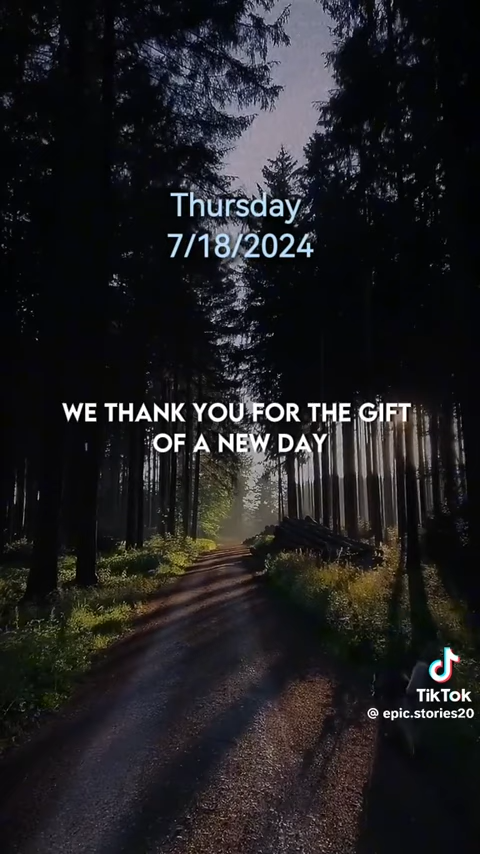 Thursday
7/18/2024
WE THANK YOU FOR THE GIFT
OF A NEW DAY
TikTok
@ epic.stories20